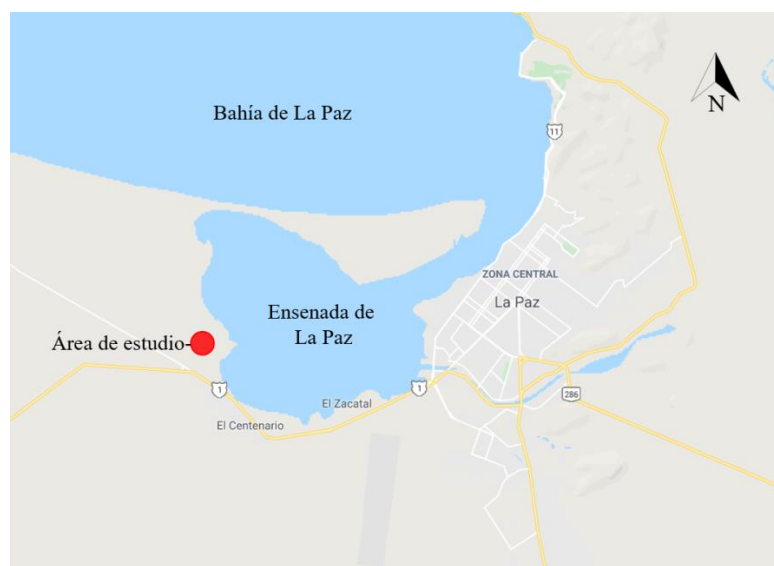 Bahía de La Paz
N
11
ZONA CENTRAL
La Paz
Ensenada de
La Paz
Área de estudio-
1
1
El Zacatal
286
El Centenario